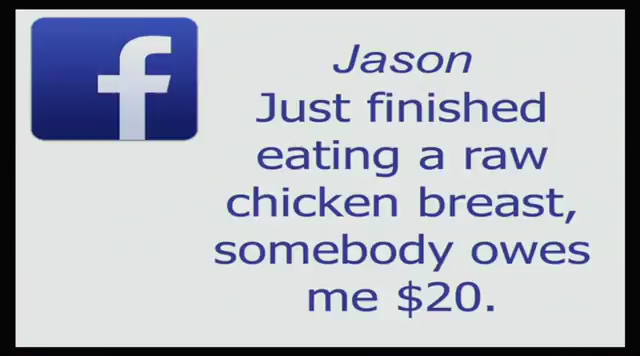 f
Jason
Just finished
eating a raw
chicken breast,
somebody owes
me $20.